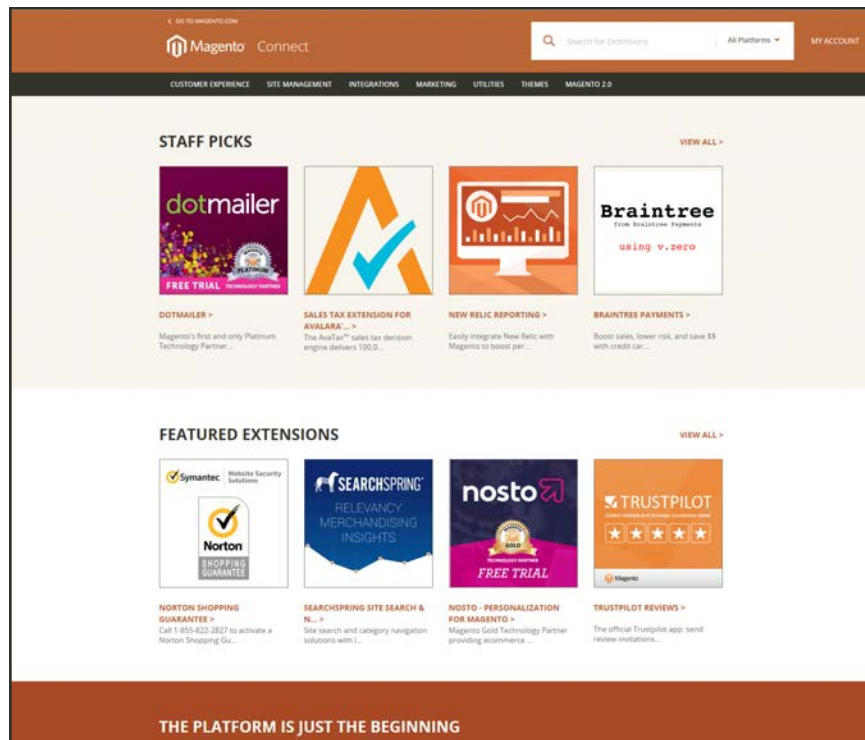 GO TO MAGENTO.COM
Magento Connect
Search for Extensions
All Platforms
MY ACCOUNT
CUSTOMER EXPERIENCE SITE MANAGEMENT INTEGRATIONS MARKETING UTILITIES THEMES MAGENTO 2.0
STAFF PICKS
VIEW ALL >
dotmailer
PLATINUM
FREE TRIAL TECHNOLOGY PARTNER
Braintree
from Braintree Payments
using v.zero
DOTMAILER >
Magento's first and only Platinum
Technology Partner...
SALES TAX EXTENSION FOR
AVALARA'... >
The AvaTax™ sales tax decision
engine delivers 100,0...
NEW RELIC REPORTING >
Easily integrate New Relic with
Magento to boost per...
BRAINTREE PAYMENTS >
Boost sales, lower risk, and save $$
with credit car...
FEATURED EXTENSIONS
VIEW ALL >
Symantec. Website Security
Solutions
Norton
SHOPPING
GUARANTEE
SEARCHSPRING
RELEVANCY
MERCHANDISING
INSIGHTS
nosto
GOLD
TECHNOLOGY PARTNER
FREE TRIAL
TRUSTPILOT
Magento
NORTON SHOPPING
GUARANTEE >
Call 1-855-822-2827 to activate a
Norton Shopping Gu...
SEARCHSPRING SITE SEARCH &
N... >
Site search and category navigation
solutions with I...
NOSTO - PERSONALIZATION
FOR MAGENTO >
Magento Gold Technology Partner
providing ecommerce ...
TRUSTPILOT REVIEWS >
The official Trustpilot app: send
review invitations...
THE PLATFORM IS JUST THE BEGINNING